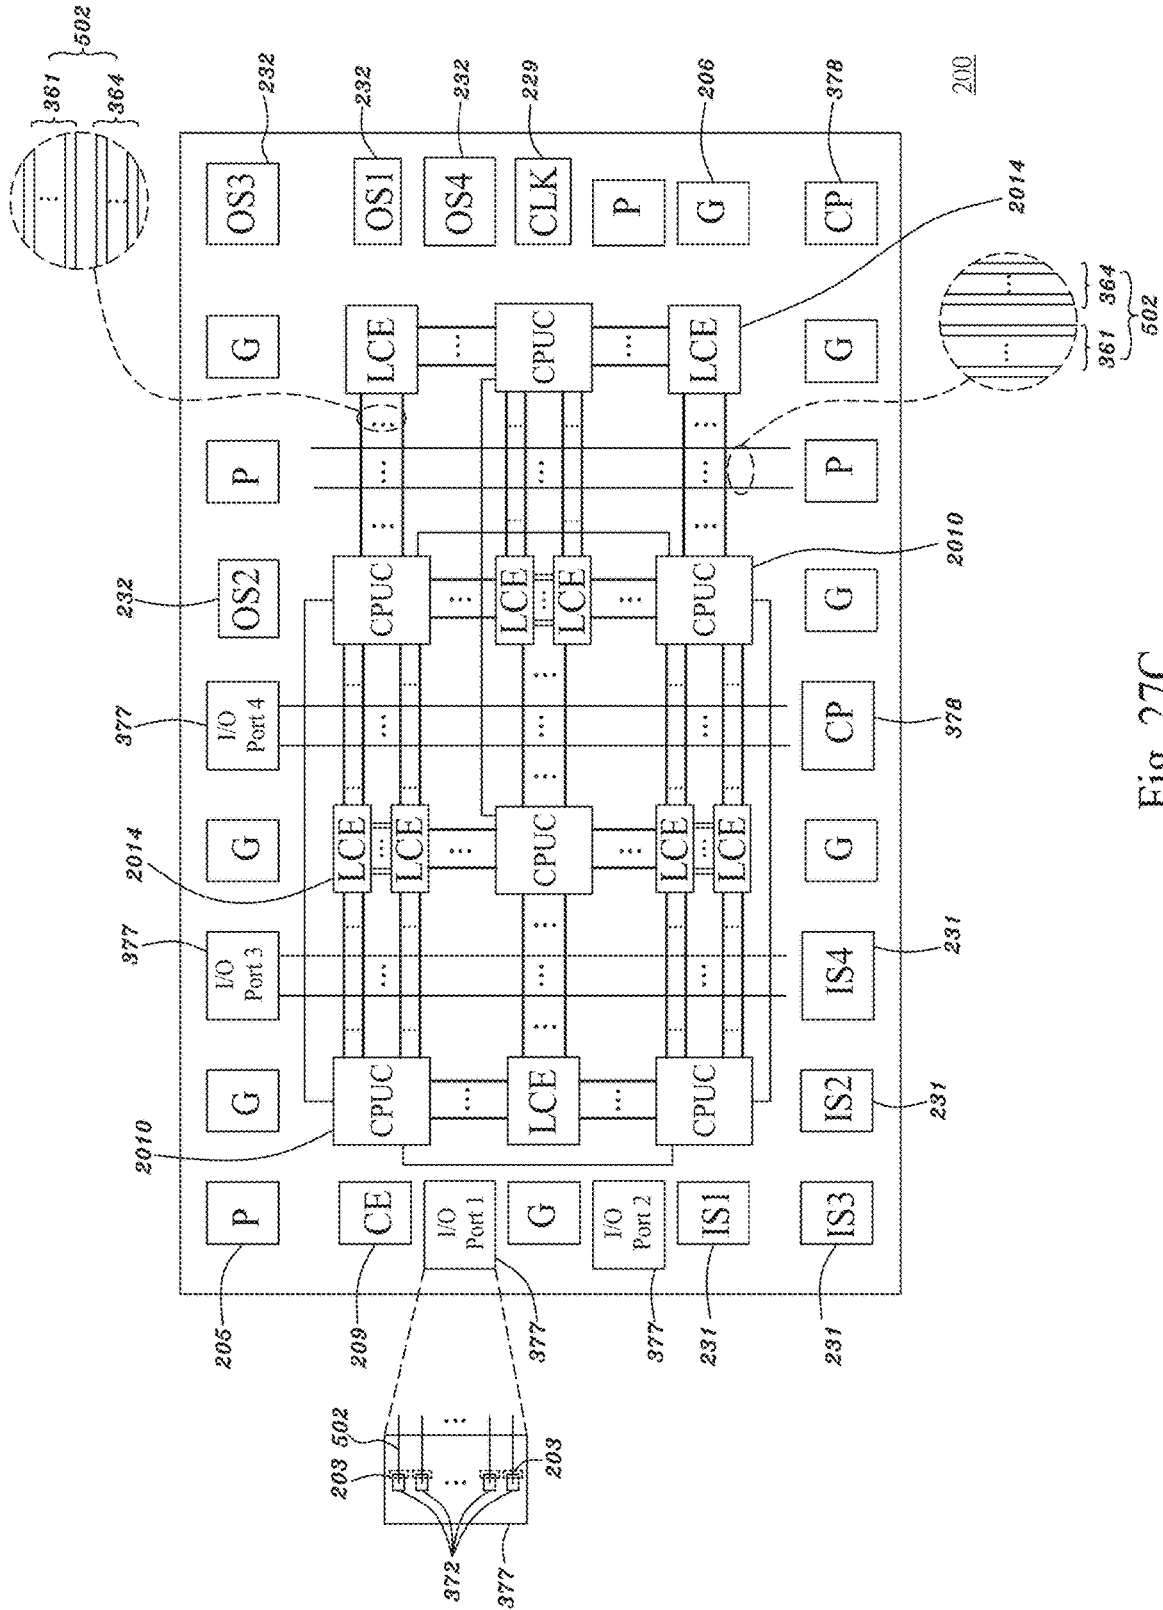 502
361
364
377
377
232
2014
2010
P
G
I/O
Port 3
G
I/O
Port 4
OS2
P
G
OS3
232
205
203
502
CE
CPUC
LCE
LCE
CPUC
LCE
OS1
232
209
I/O
Port 1
OS4
232
372
377
203
377
G
LCE
CPUC
LCE
LCE
CPUC
CLK
229
I/O
Port 2
P
377
IS1
CPUC
LCE
LCE
CPUC
LCE
G
206
231
IS3
IS2
IS4
G
CP
G
P
G
CP
378
231
231
231
378
2010
2014
200
361
364
502
Fig. 27C